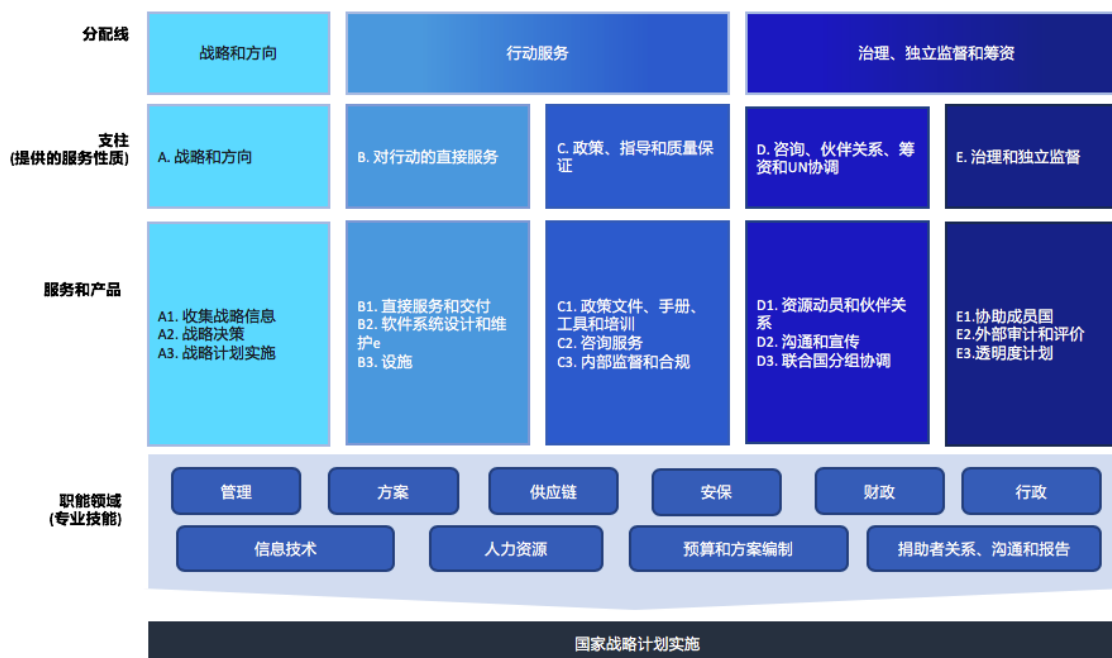 分配线
战略和方向
行动服务
治理、独立监督和筹资
支柱
(提供的服务性质)
A. 战略和方向
B. 对行动的直接服务
C. 政策、指导和质量保
证
D. 咨询、伙伴关系、筹
资和UN协调
E. 治理和独立监督
服务和产品
A1. 收集战略信息
A2. 战略决策
A3. 战略计划实施
B1. 直接服务和交付
B2. 软件系统设计和维
护e
B3. 设施
C1. 政策文件、手册、
工具和培训
C2. 咨询服务
C3. 内部监督和合规
D1. 资源动员和伙伴关
系
D2. 沟通和宣传
D3. 联合国分组协调
E1.协助成员国
E2.外部审计和评价
E3.透明度计划
职能领域
(专业技能)
管理
方案
供应链
安保
财政
行政
信息技术
人力资源
预算和方案编制
捐助者关系、沟通和报告
国家战略计划实施